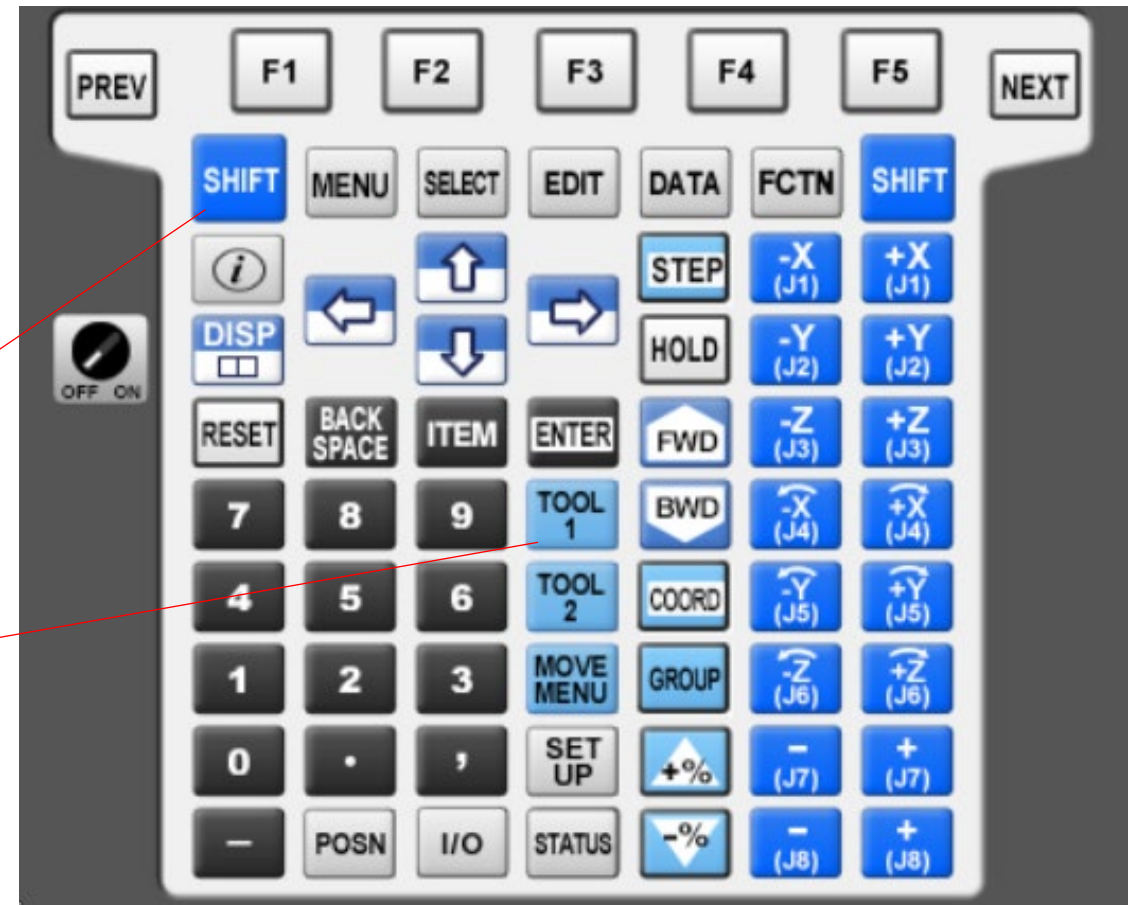 PREV F1 F2 F3 F4 F5 NEXT
SHIFT MENU SELECT EDIT DATA FCTN SHIFT
i STEP -X (J1) +X (J1)
DISP HOLD -Y (J2) +Y (J2)
OFF ON
RESET BACK SPACE ITEM ENTER FWD -Z (J3) +Z (J3)
7 8 9 TOOL 1 BWD -X (J4) +X (J4)
4 5 6 TOOL 2 COORD -Y (J5) +Y (J5)
1 2 3 MOVE MENU GROUP -Z (J6) +Z (J6)
0 . , SET UP +% - (J7) + (J7)
- POSN I/O STATUS -% - (J8) + (J8)